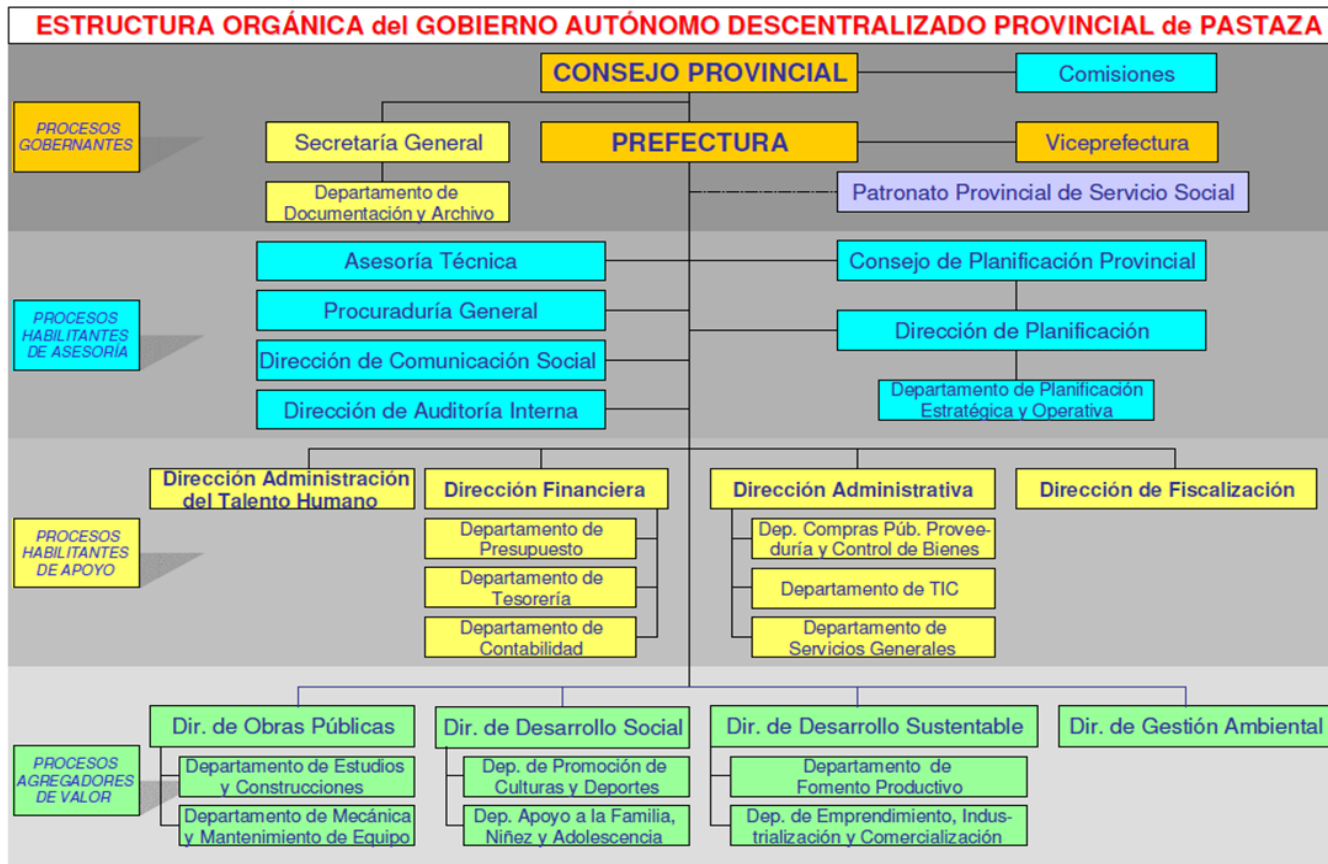 ESTRUCTURA ORGÁNICA del GOBIERNO AUTÓNOMO DESCENTRALIZADO PROVINCIAL de PASTAZA
CONSEJO PROVINCIAL
Comisiones
PROCESOS
GOBERNANTES
Secretaría General
PREFECTURA
Viceprefectura
Departamento de
Documentación y Archivo
Patronato Provincial de Servicio Social
Asesoría Técnica
Consejo de Planificación Provincial
PROCESOS
HABILITANTES
DE ASESORÍA
Procuraduría General
Dirección de Planificación
Dirección de Comunicación Social
Dirección de Auditoría Interna
Departamento de Planificación
Estratégica y Operativa
Dirección Administración
del Talento Humano
Dirección Financiera
Dirección Administrativa
Dirección de Fiscalización
PROCESOS
HABILITANTES
DE APOYO
Departamento de
Presupuesto
Dep. Compras Púb. Provee-
duría y Control de Bienes
Departamento de
Tesorería
Departamento de TIC
Departamento de
Contabilidad
Departamento de
Servicios Generales
Dir. de Obras Públicas
Dir. de Desarrollo Social
Dir. de Desarrollo Sustentable
Dir. de Gestión Ambiental
PROCESOS
AGREGADORES
DE VALOR
Departamento de Estudios
y Construcciones
Dep. de Promoción de
Culturas y Deportes
Departamento de
Fomento Productivo
Departamento de Mecánica
y Mantenimiento de Equipo
Dep. Apoyo a la Familia,
Niñez y Adolescencia
Dep. de Emprendimiento, Indus-
trialización y Comercialización